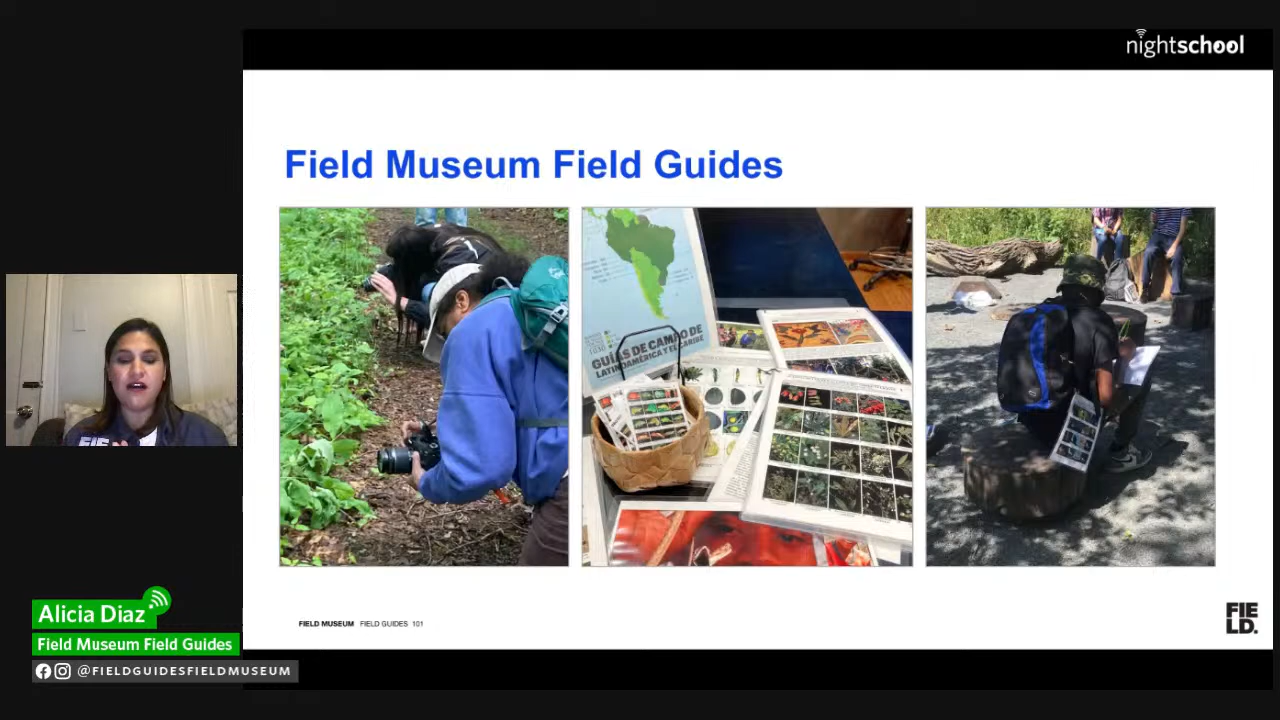 nightschool
Field Museum Field Guides
GUÍAS DE CAMPO DE
LATINOAMÉRICA Y EL CARIBE
FIE
Alicia Diaz
Field Museum Field Guides
@FIELDGUIDESFIELDMUSEUM
FIELD MUSEUM FIELD GUIDES 101
FIE
LD.